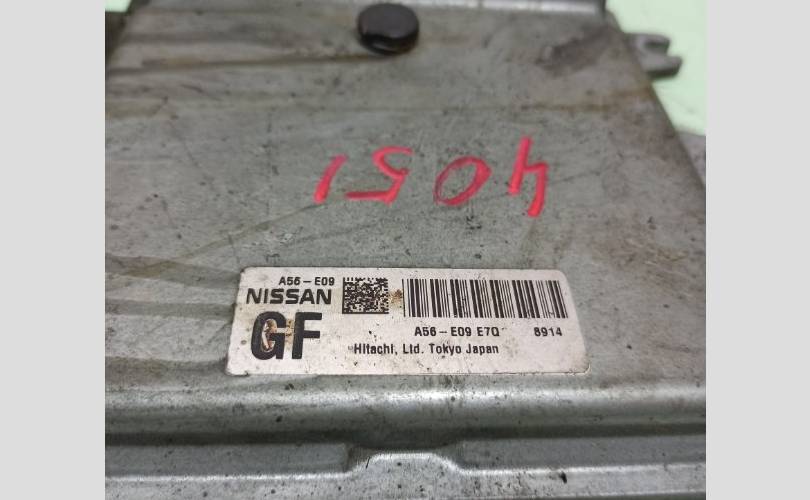 4051
A56-E09
NISSAN
GF
A56-E09 E7Q 8914
Hitachi, Ltd. Tokyo Japan